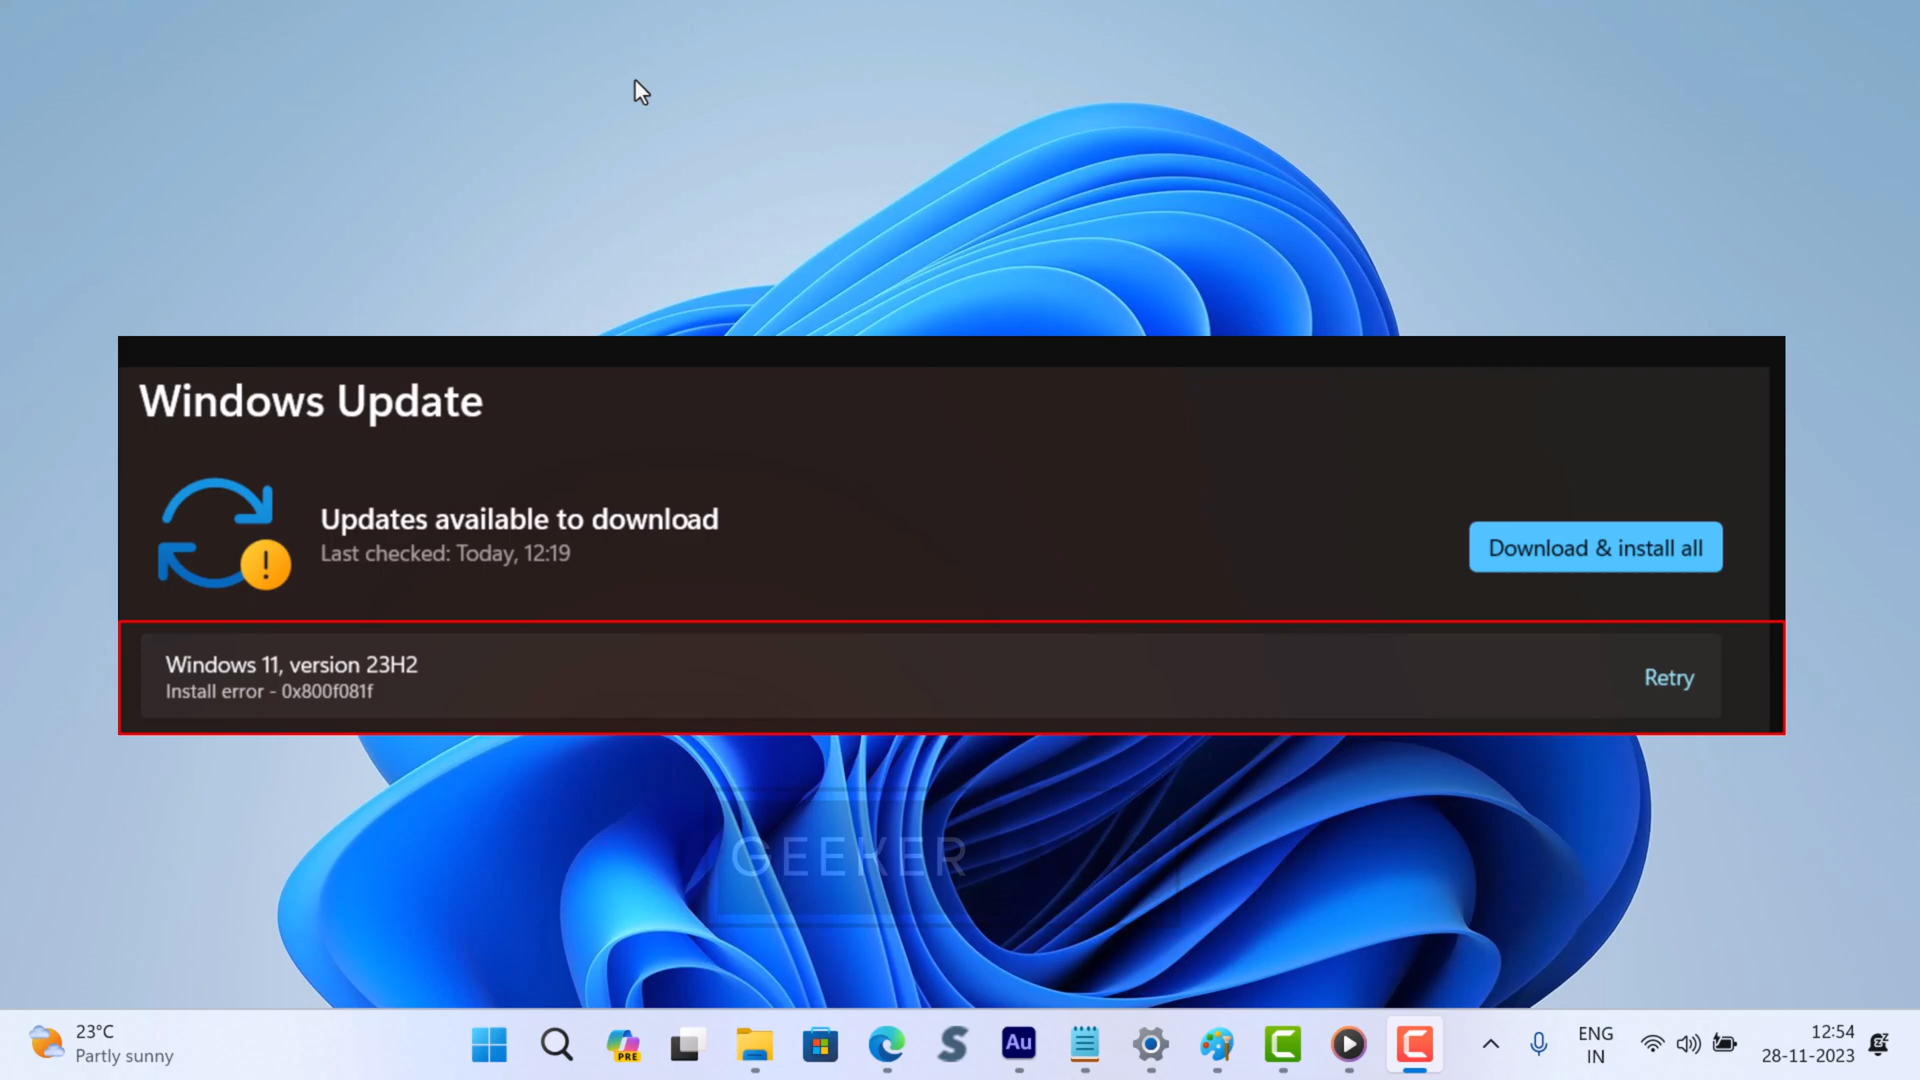 Windows Update
Updates available to download
Last checked: Today, 12:19
Download & install all
Windows 11, version 23H2
Install error - 0x800f081f
Retry
GEEKER
23°C
Partly sunny
PRE
S
Au
C
C
ENG
IN
12:54
28-11-2023